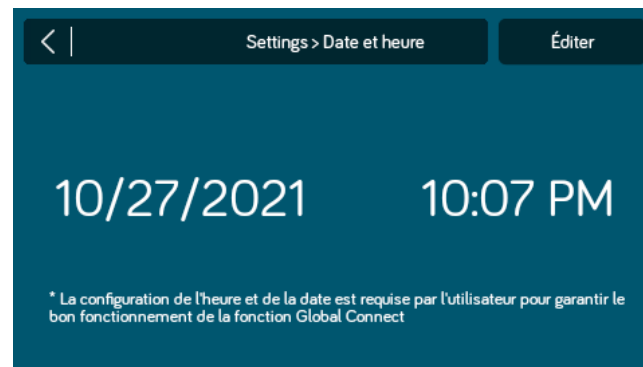 Settings > Date et heure
Éditer
10/27/2021
10:07 PM
* La configuration de l'heure et de la date est requise par l'utilisateur pour garantir le
bon fonctionnement de la fonction Global Connect